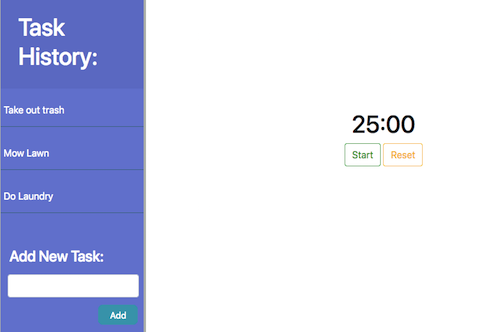 Task
History:
Take out trash
Mow Lawn
Do Laundry
Add New Task:
Add
25:00
Start Reset